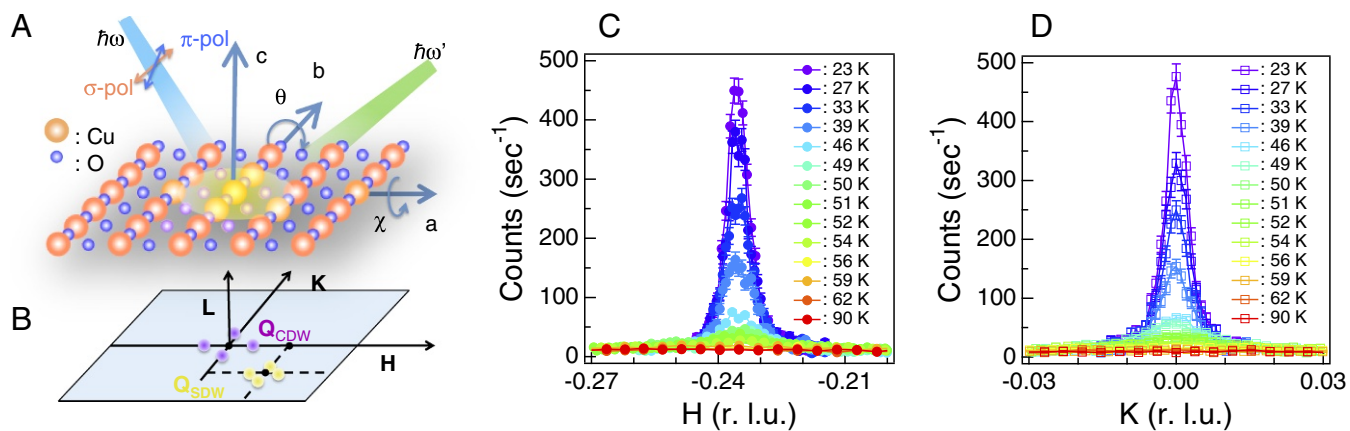 A
ħω
π-pol
σ-pol
c
b
θ
ħω'
: Cu
: O
χ
a
B
L
K
Q_CDW
H
Q_SDW
C
Counts (sec⁻¹)
500
400
300
200
100
0
-0.27
-0.24
-0.21
H (r. l.u.)
: 23 K
: 27 K
: 33 K
: 39 K
: 46 K
: 49 K
: 50 K
: 51 K
: 52 K
: 54 K
: 56 K
: 59 K
: 62 K
: 90 K
D
Counts (sec⁻¹)
500
400
300
200
100
0
-0.03
0.00
0.03
K (r. l.u.)
: 23 K
: 27 K
: 33 K
: 39 K
: 46 K
: 49 K
: 50 K
: 51 K
: 52 K
: 54 K
: 56 K
: 59 K
: 62 K
: 90 K